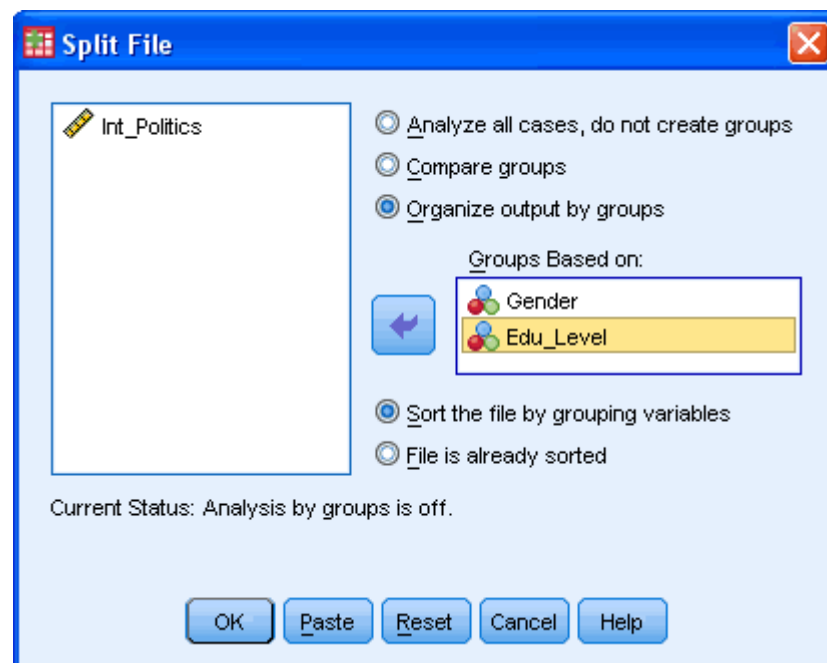 Split File
Int_Politics
Analyze all cases, do not create groups
Compare groups
Organize output by groups
Groups Based on:
Gender
Edu_Level
Sort the file by grouping variables
File is already sorted
Current Status: Analysis by groups is off.
OK
Paste
Reset
Cancel
Help